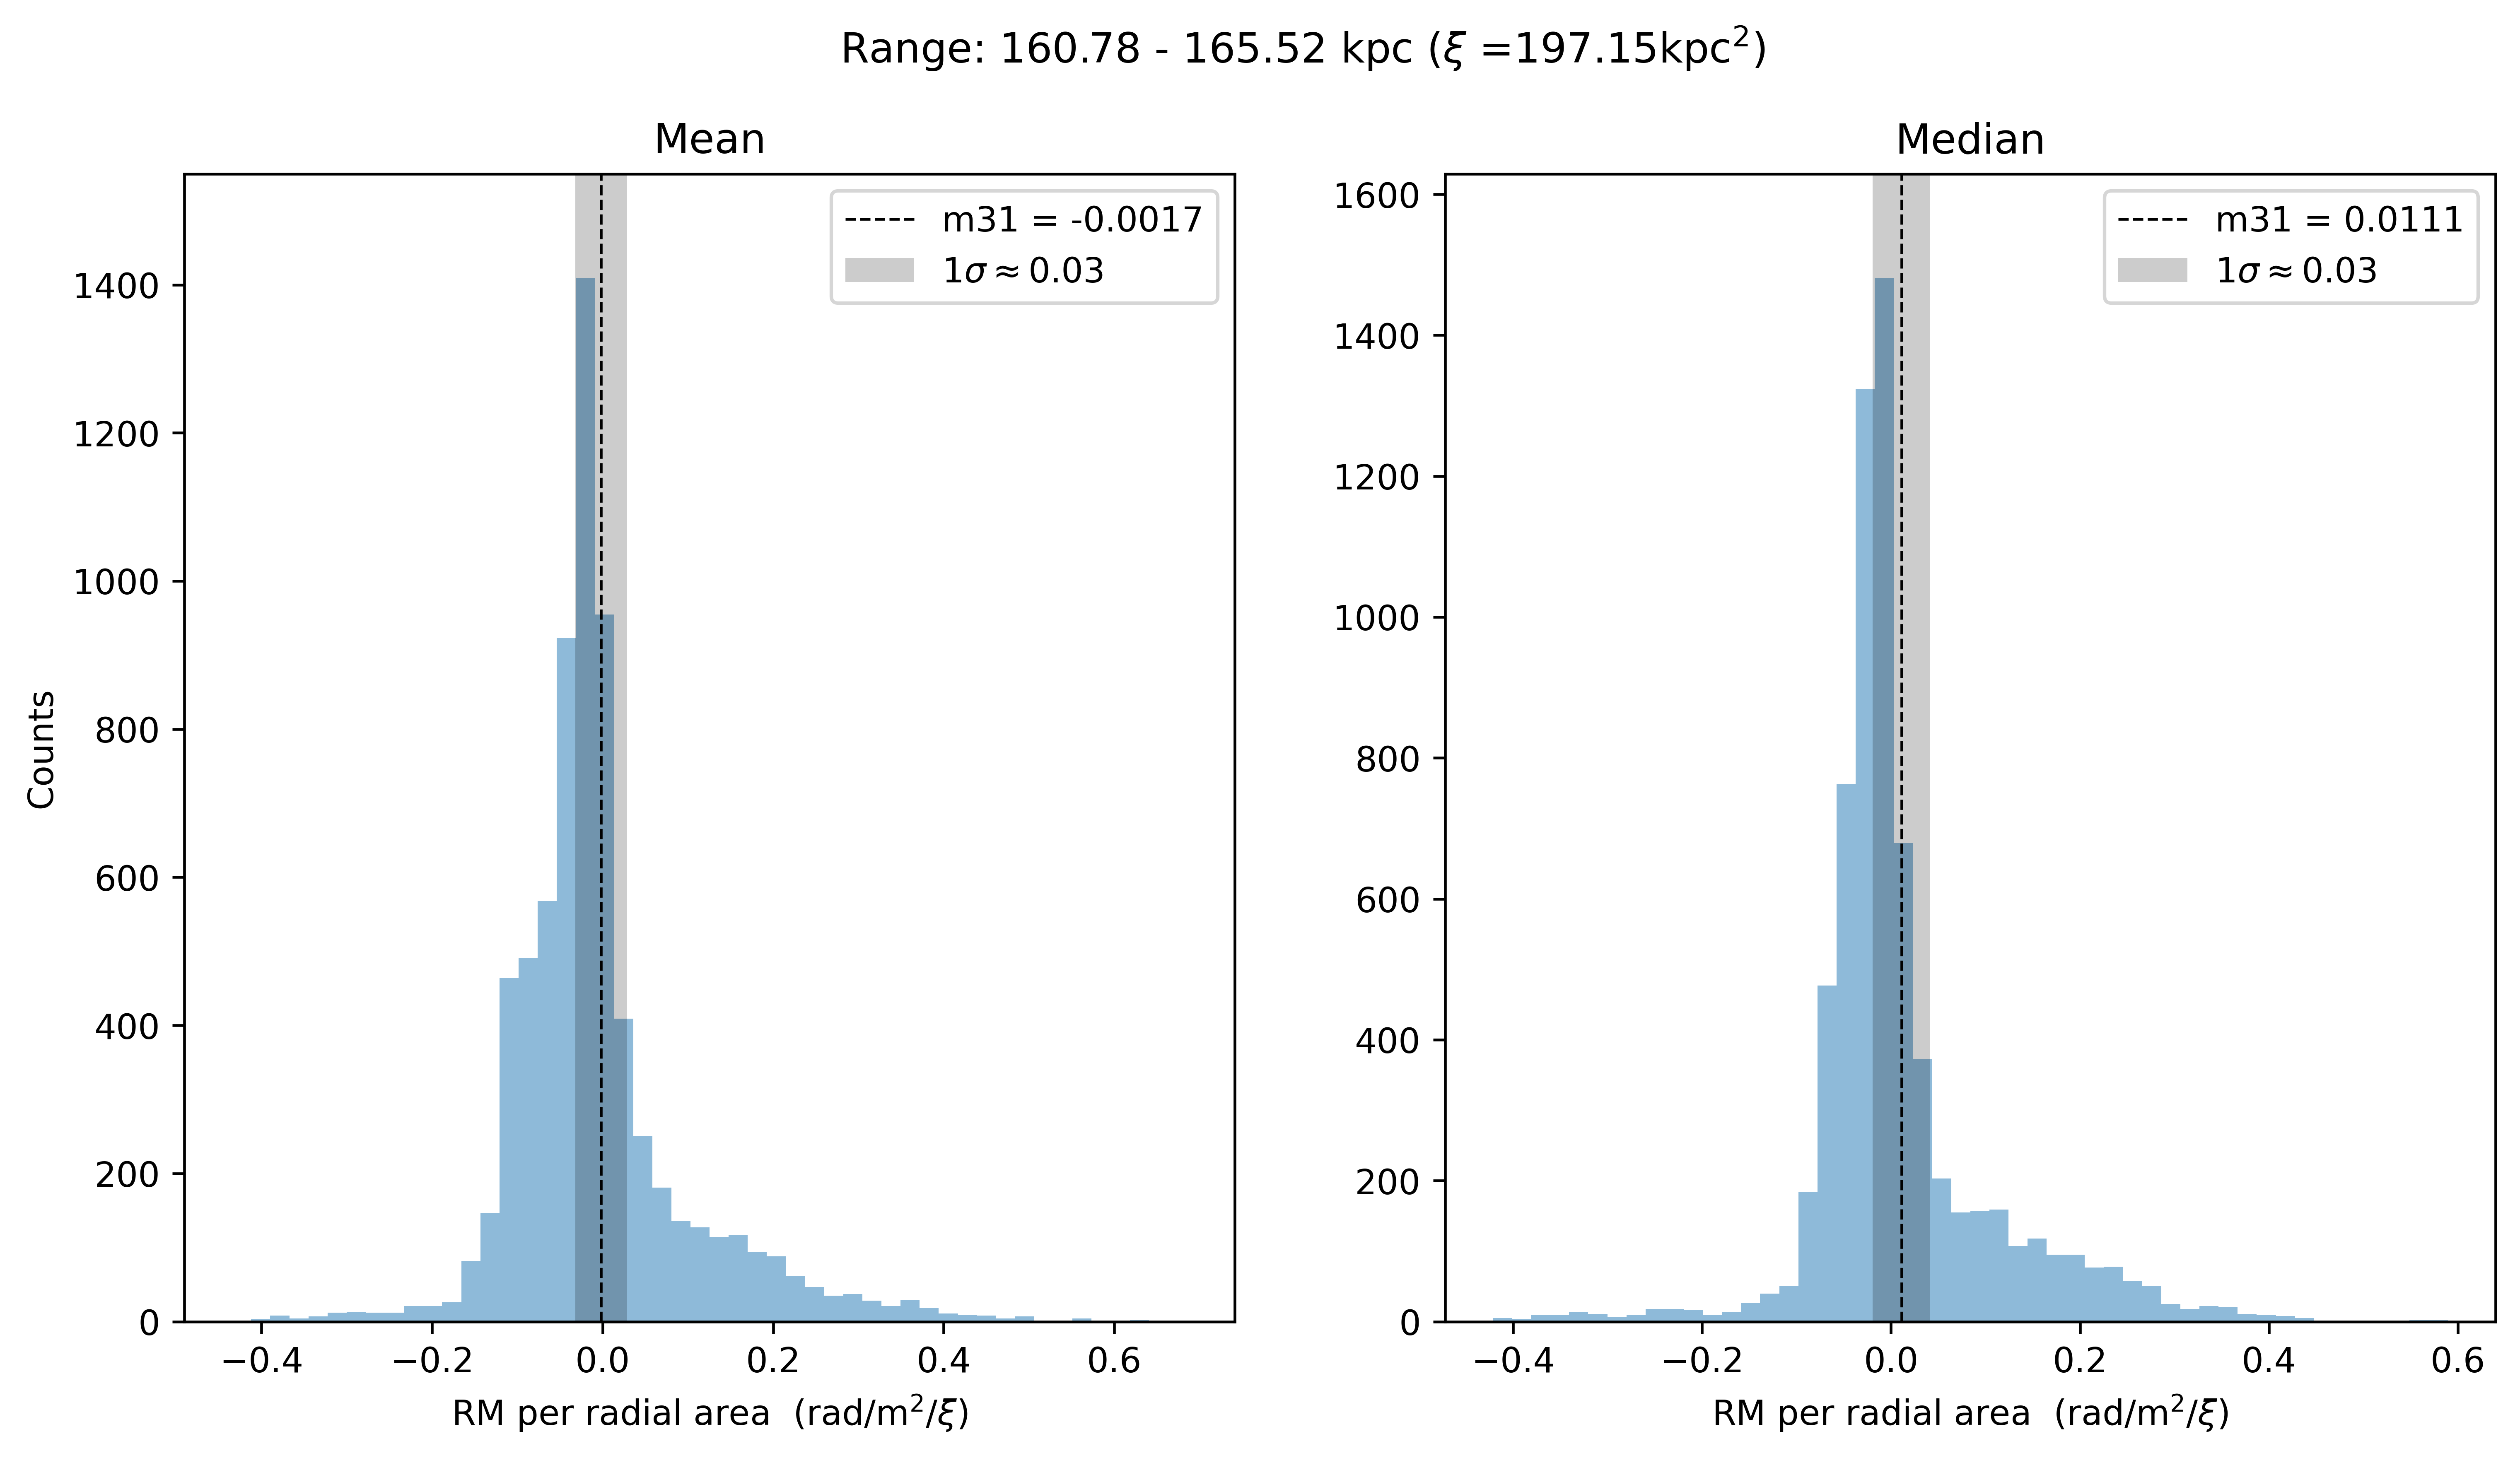 Range: 160.78 - 165.52 kpc (ξ =197.15kpc²)
Mean
m31 = -0.0017
1σ ≈ 0.03
1400
1200
1000
800
600
400
200
0
Counts
−0.4 −0.2 0.0 0.2 0.4 0.6
RM per radial area (rad/m²/ξ)
Median
m31 = 0.0111
1σ ≈ 0.03
1600
1400
1200
1000
800
600
400
200
0
−0.4 −0.2 0.0 0.2 0.4 0.6
RM per radial area (rad/m²/ξ)